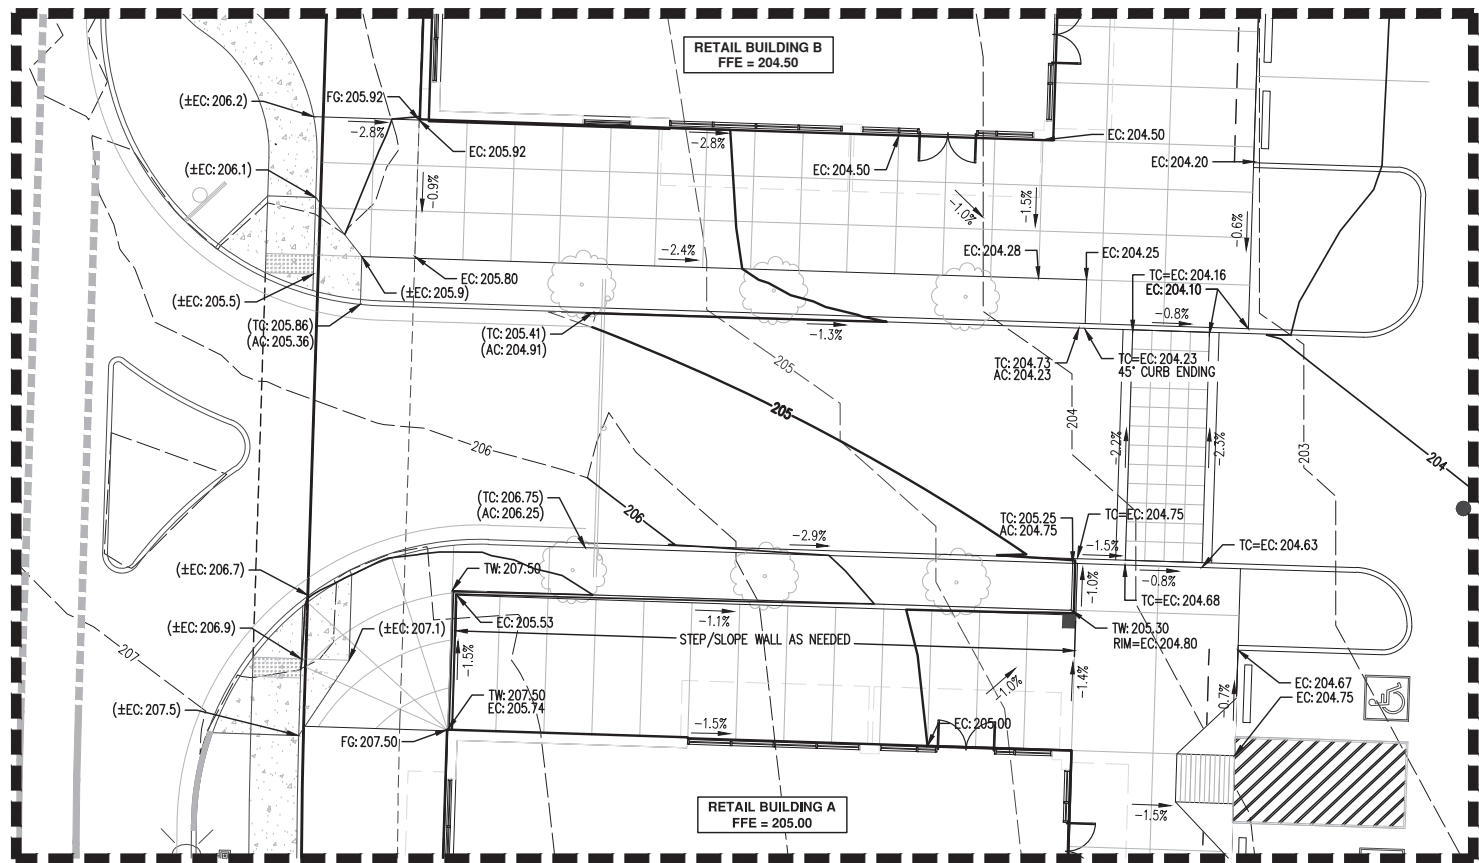 RETAIL BUILDING B
FFE = 204.50
(±EC: 206.2)
FG: 205.92
-2.8%
EC: 205.92
-2.8%
EC: 204.50
EC: 204.50
EC: 204.20
(±EC: 206.1)
-0.9%
-1.0%
-1.5%
-0.6%
-2.4%
EC: 204.28
EC: 204.25
EC: 205.80
(±EC: 205.9)
TC=EC: 204.16
EC: 204.10
(±EC: 205.5)
(TC: 205.86)
(AC: 205.36)
(TC: 205.41)
(AC: 204.91)
-1.3%
-0.8%
205
TC: 204.73
AC: 204.23
TC=EC: 204.23
45° CURB ENDING
205
204
206
-2.2%
-2.3%
203
204
(TC: 206.75)
(AC: 206.25)
206
TC: 205.25
AC: 204.75
TC=EC: 204.75
-2.9%
-1.5%
TC=EC: 204.63
(±EC: 206.7)
TW: 207.50
-1.0%
-0.8%
TC=EC: 204.68
(±EC: 206.9)
(±EC: 207.1)
EC: 205.53
-1.1%
STEP/SLOPE WALL AS NEEDED
TW: 205.30
RIM=EC: 204.80
207
-1.5%
-1.0%
-1.4%
-0.7%
EC: 204.67
EC: 204.75
(±EC: 207.5)
TW: 207.50
EC: 205.74
-1.5%
EC: 205.00
FG: 207.50
RETAIL BUILDING A
FFE = 205.00
-1.5%